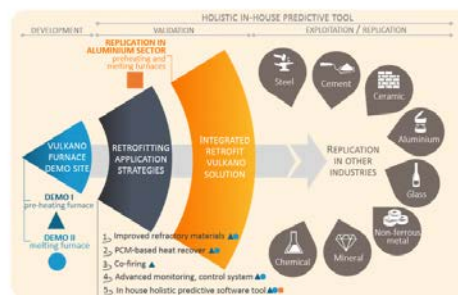 HOLISTIC IN-HOUSE PREDICTIVE TOOL
DEVELOPMENT
VALIDATION
EXPLOITATION / REPLICATION
REPLICATION IN
ALUMINIUM SECTOR
preheating and
melting furnaces
VULKANO
FURNACE
DEMO SITE
RETROFITTING
APPLICATION
STRATEGIES
INTEGRATED
RETROFIT
VULKANO
SOLUTION
REPLICATION
IN OTHER
INDUSTRIES
Steel
Cement
Ceramic
Aluminium
Glass
Non-ferrous
metal
Mineral
Chemical
DEMO I
pre-heating furnace
DEMO II
melting furnace
1 Improved refractory materials
2 PCM-based heat recover
3 Co-firing
4 Advanced monitoring, control system
5 In house holistic predictive software tool